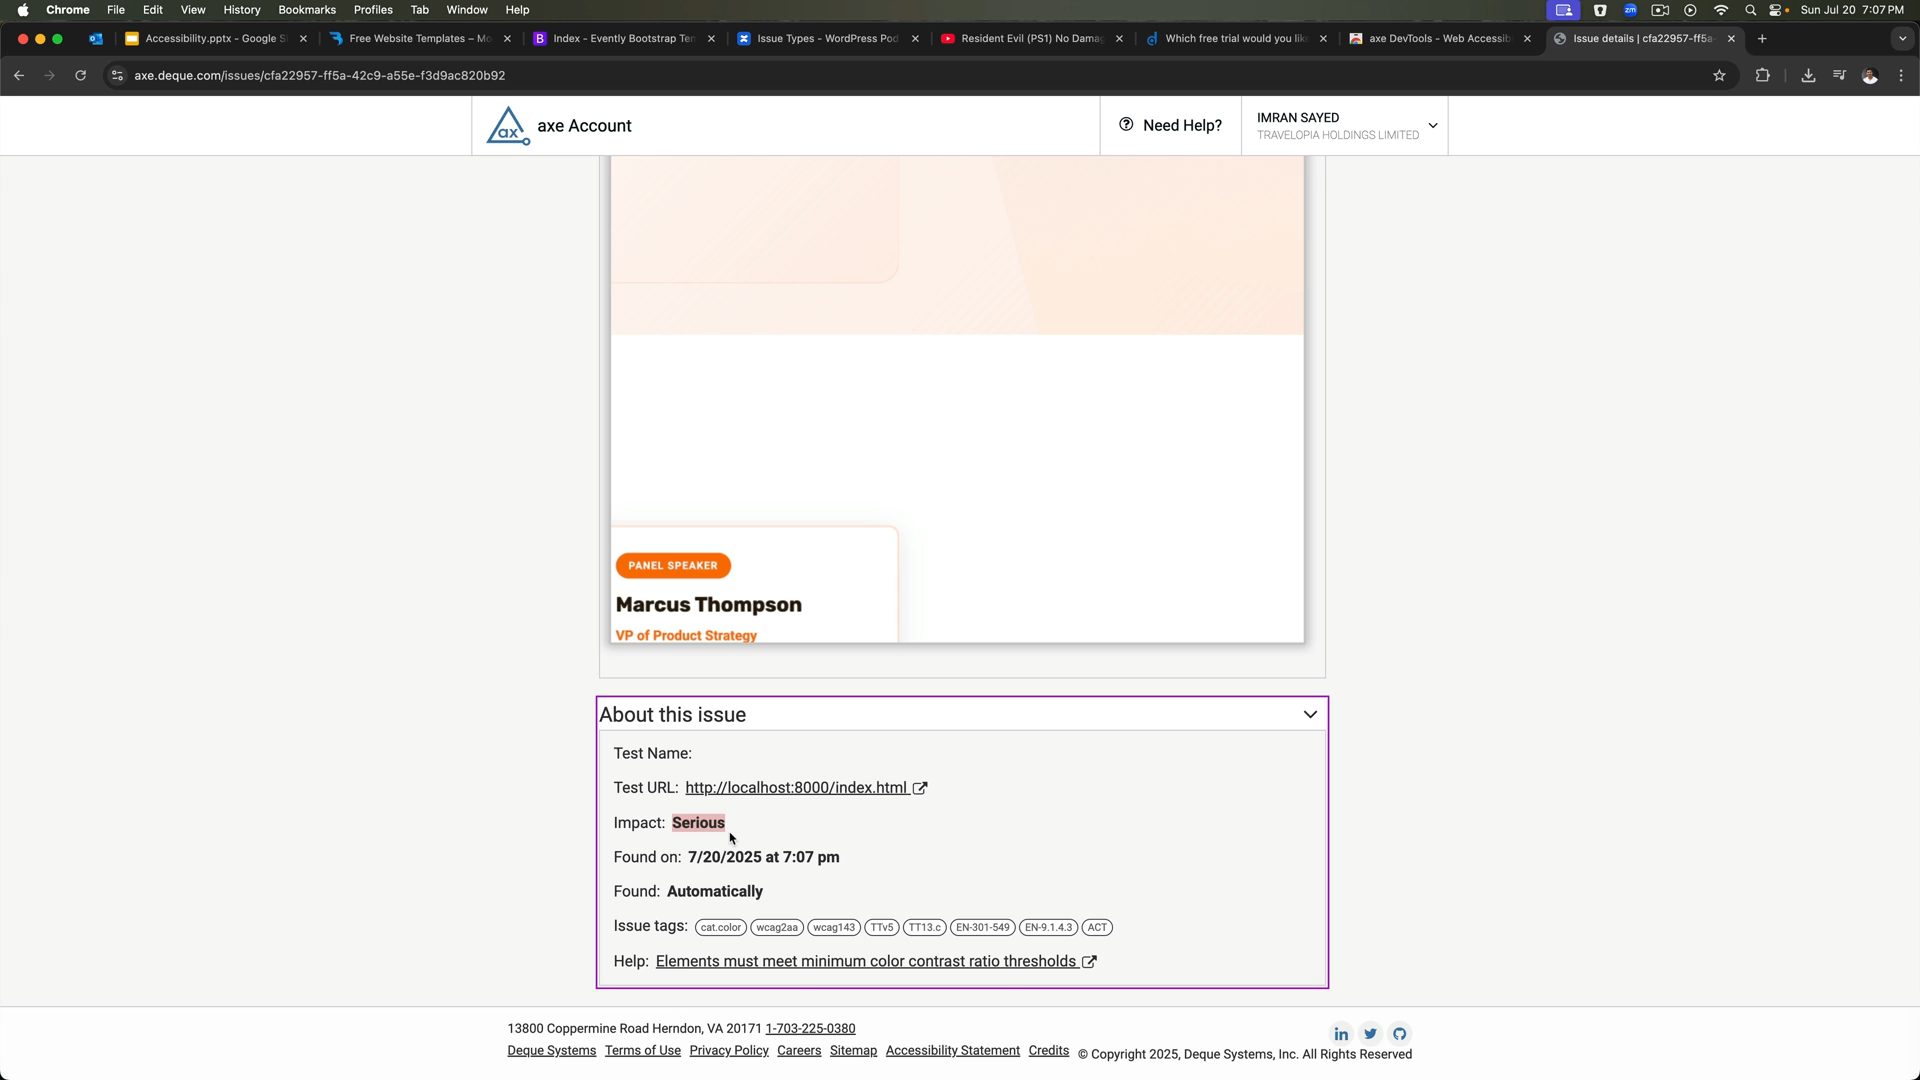 Chrome File Edit View History Bookmarks Profiles Tab Window Help zm Sun Jul 20 7:07 PM
Accessibility.pptx - Google S Free Website Templates – Mo Index - Evently Bootstrap Tem Issue Types - WordPress Pod Resident Evil (PS1) No Damag Which free trial would you like axe DevTools - Web Accessib Issue details | cfa22957-ff5a-
axe.deque.com/issues/cfa22957-ff5a-42c9-a55e-f3d9ac820b92
ax axe Account Need Help? IMRAN SAYED
TRAVELOPIA HOLDINGS LIMITED
PANEL SPEAKER
Marcus Thompson
VP of Product Strategy
About this issue
Test Name:
Test URL: http://localhost:8000/index.html
Impact: Serious
Found on: 7/20/2025 at 7:07 pm
Found: Automatically
Issue tags: cat.color wcag2aa wcag143 TTv5 TT13.c EN-301-549 EN-9.1.4.3 ACT
Help: Elements must meet minimum color contrast ratio thresholds
13800 Coppermine Road Herndon, VA 20171 1-703-225-0380
Deque Systems Terms of Use Privacy Policy Careers Sitemap Accessibility Statement Credits © Copyright 2025, Deque Systems, Inc. All Rights Reserved